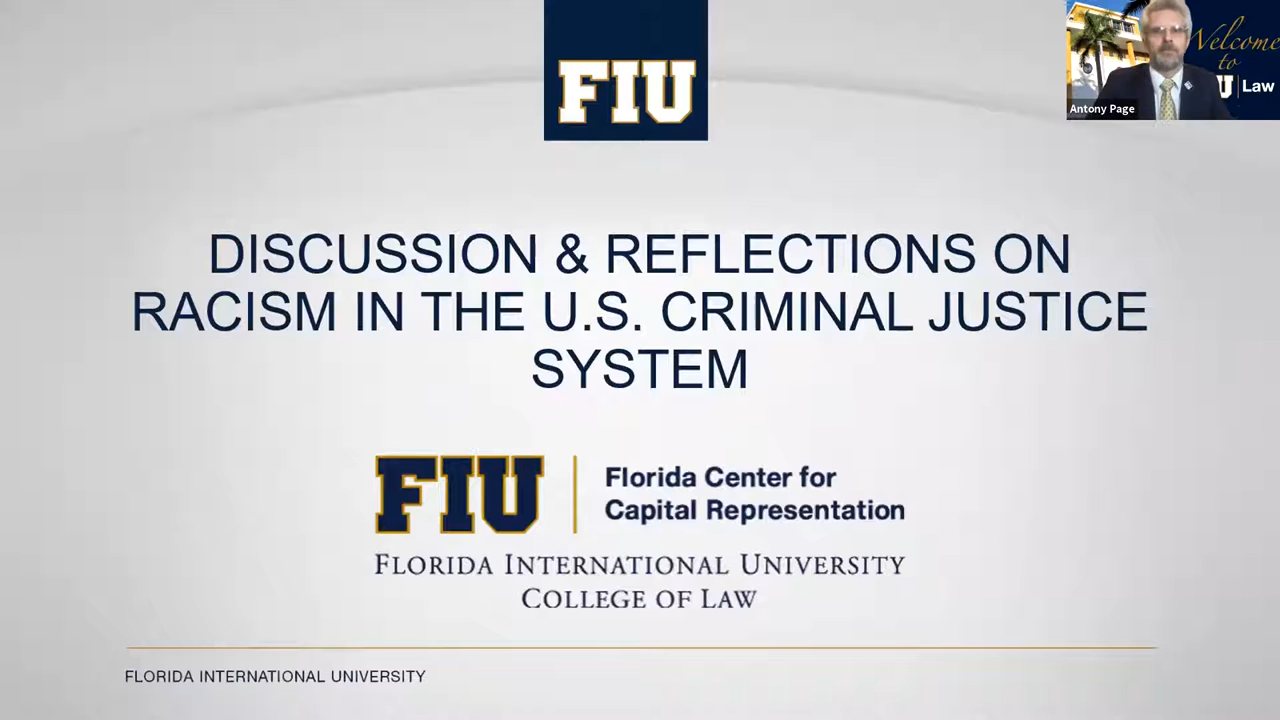 FIU
Welcome
to
U Law
Antony Page
DISCUSSION & REFLECTIONS ON
RACISM IN THE U.S. CRIMINAL JUSTICE
SYSTEM
FIU
Florida Center for
Capital Representation
FLORIDA INTERNATIONAL UNIVERSITY
COLLEGE OF LAW
FLORIDA INTERNATIONAL UNIVERSITY